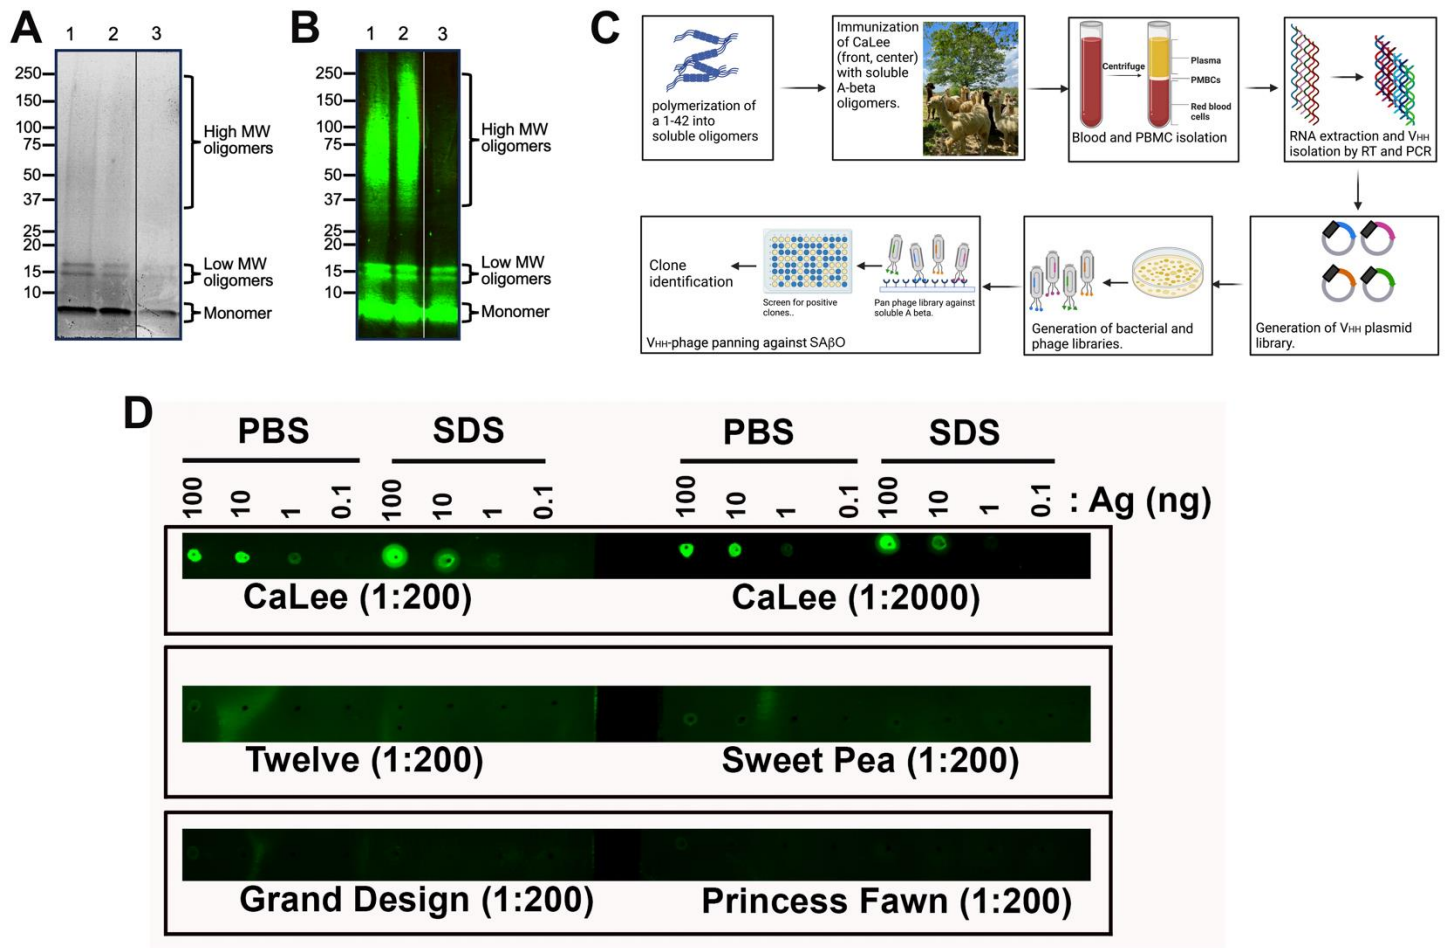 A
1 2 3
250
150
100
75
50
37
25
20
15
10
High MW
oligomers
Low MW
oligomers
Monomer
B
1 2 3
250
150
100
75
50
37
25
20
15
10
High MW
oligomers
Low MW
oligomers
Monomer
C
polymerization of
a 1-42 into
soluble oligomers
Immunization
of CaLee
(front, center)
with soluble
A-beta
oligomers.
Centrifuge
Plasma
PMBCs
Red blood
cells
Blood and PBMC isolation
RNA extraction and VHH
isolation by RT and PCR
Generation of VHH plasmid
library.
Generation of bacterial and
phage libraries.
Pan phage library against
soluble A beta.
Screen for positive
clones..
Clone
identification
VHH-phage panning against SAβO
D
PBS SDS PBS SDS
100 10 1 0.1 100 10 1 0.1 100 10 1 0.1 100 10 1 0.1 : Ag (ng)
CaLee (1:200) CaLee (1:2000)
Twelve (1:200) Sweet Pea (1:200)
Grand Design (1:200) Princess Fawn (1:200)